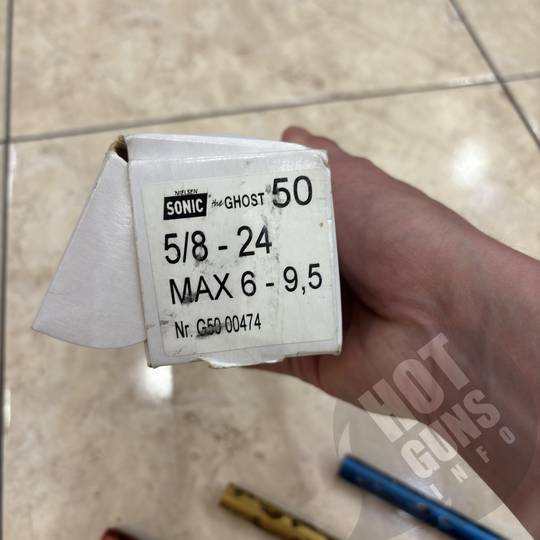 NIELSEN
SONIC the GHOST 50
5/8 - 24
MAX 6 - 9,5
Nr. G50 00474
HOT
GUNS
INFO